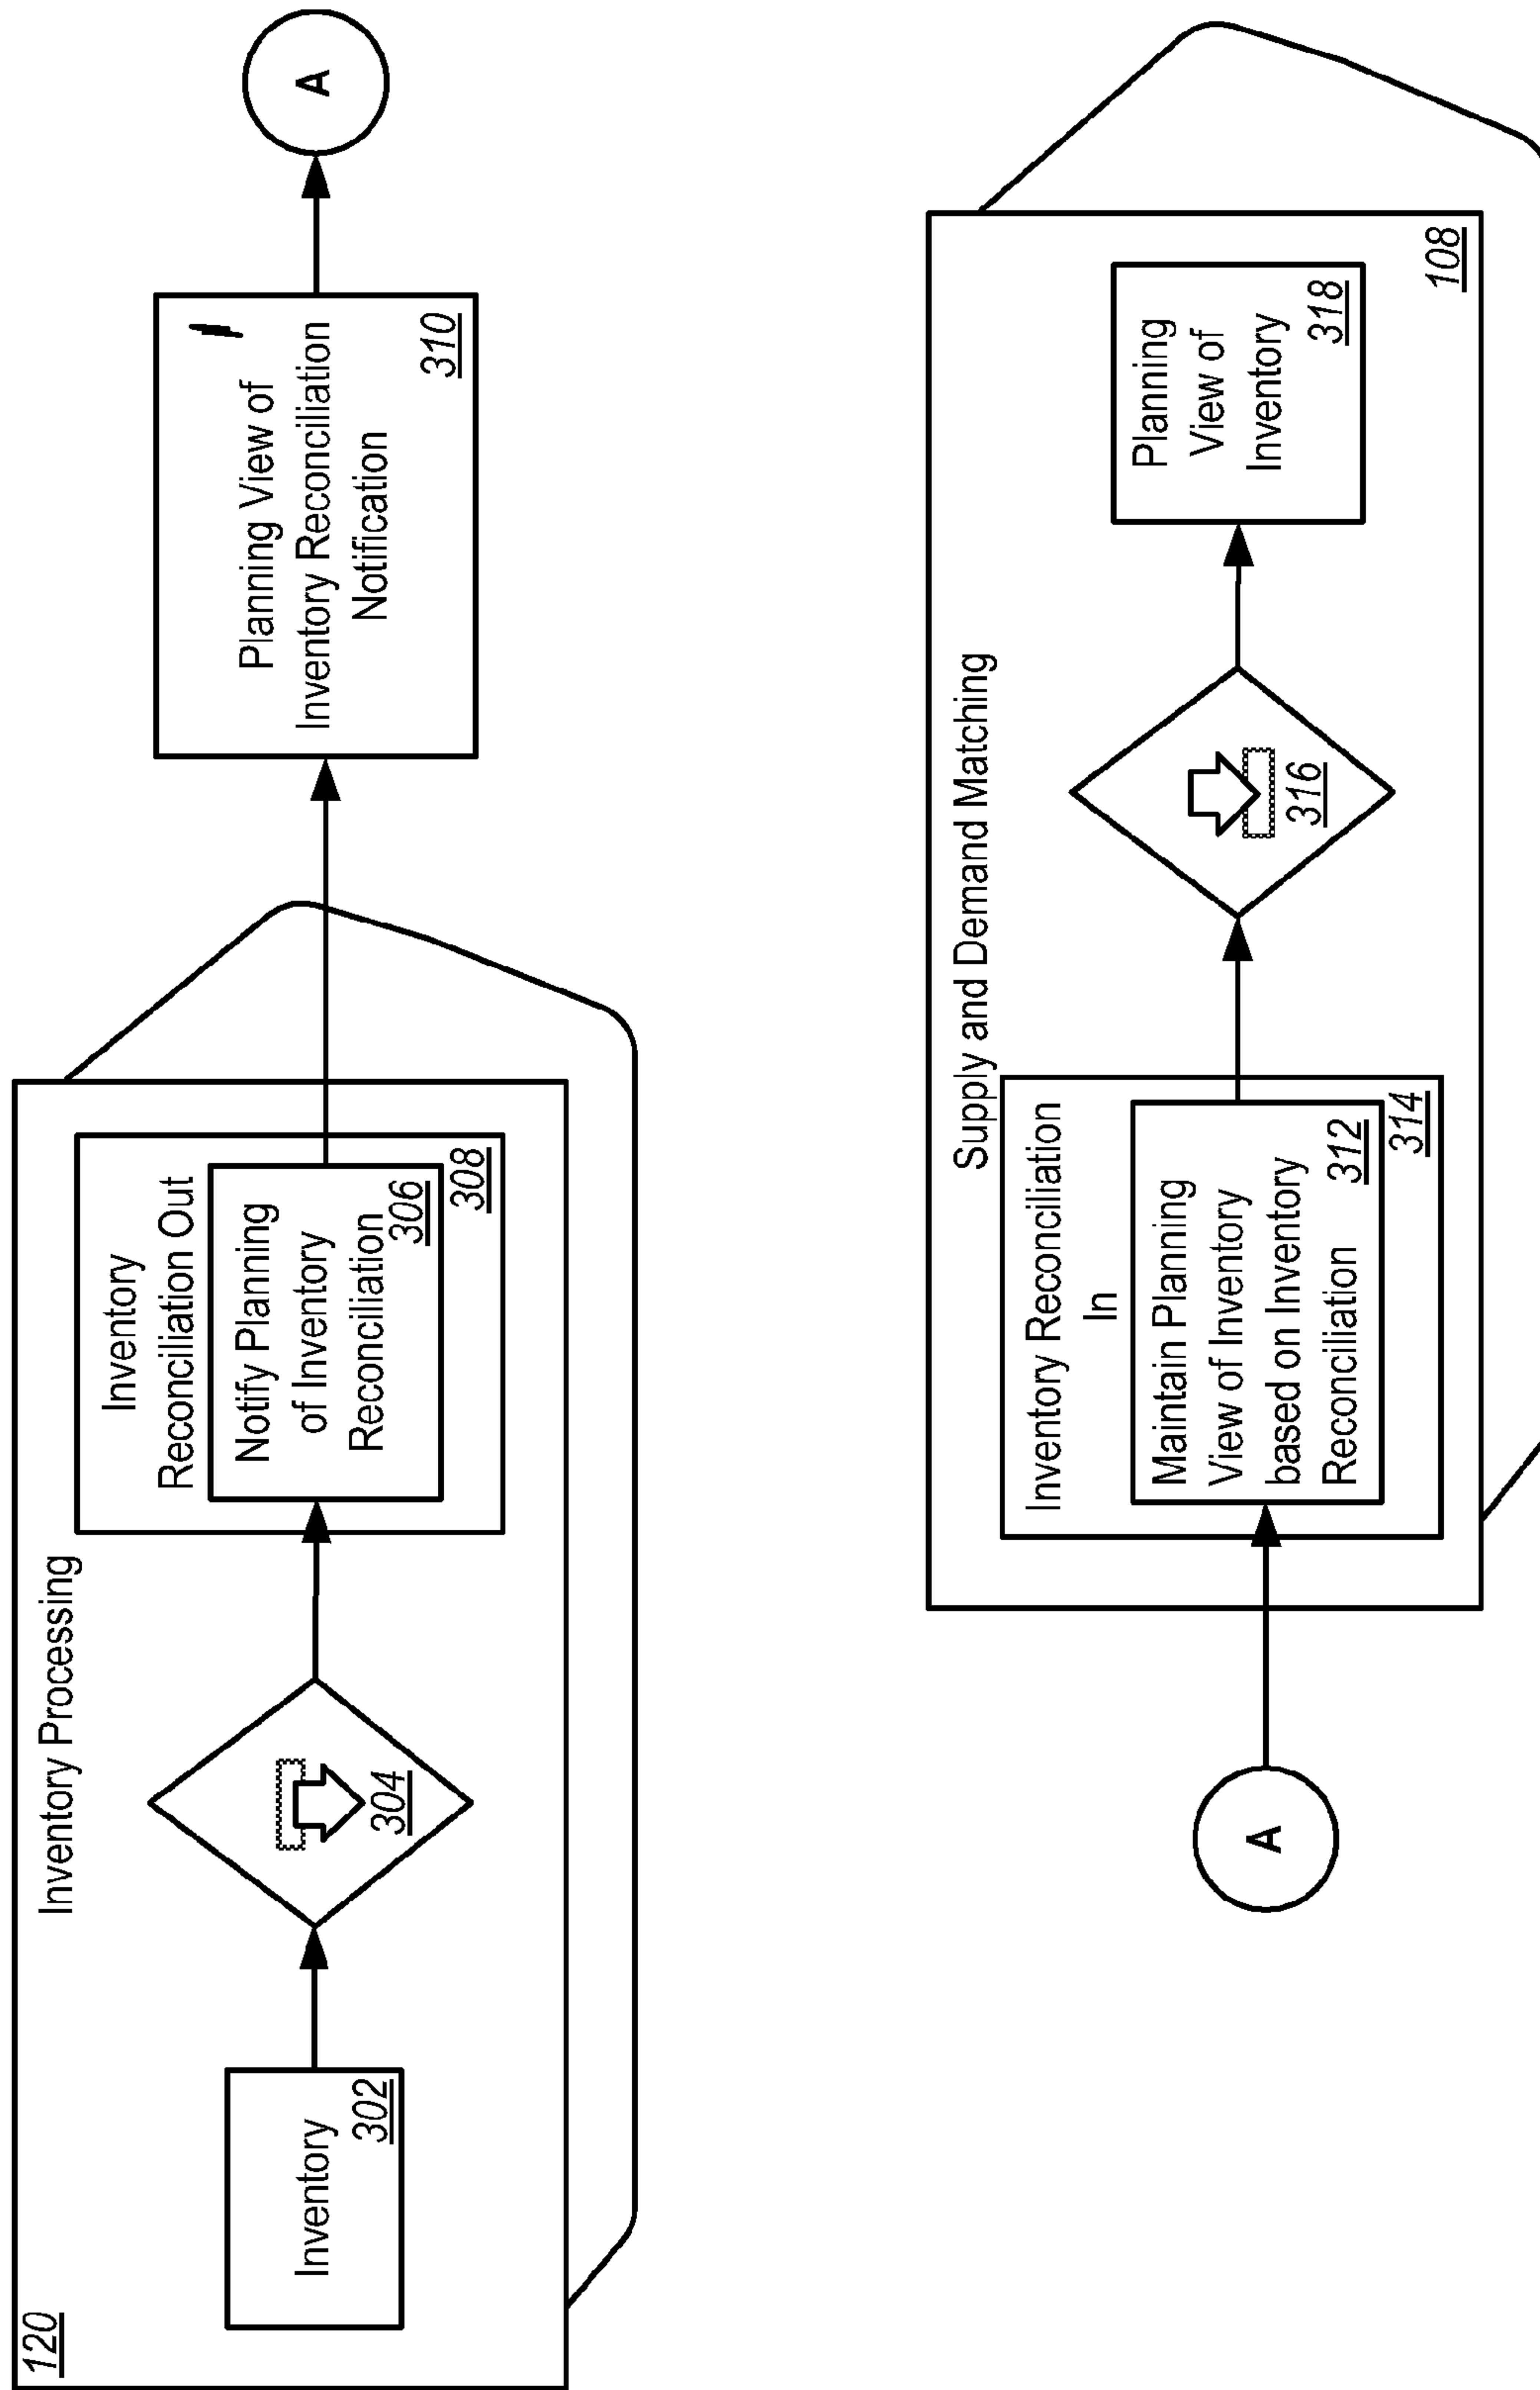 120
Inventory Processing
Inventory
302
304
Inventory
Reconciliation Out
Notify Planning
of Inventory
Reconciliation
306
308
Planning View of
Inventory Reconciliation
Notification
310
A
A
Supply and Demand Matching
Inventory Reconciliation
In
Maintain Planning
View of Inventory
based on Inventory
Reconciliation
312
314
316
Planning
View of
Inventory
318
108